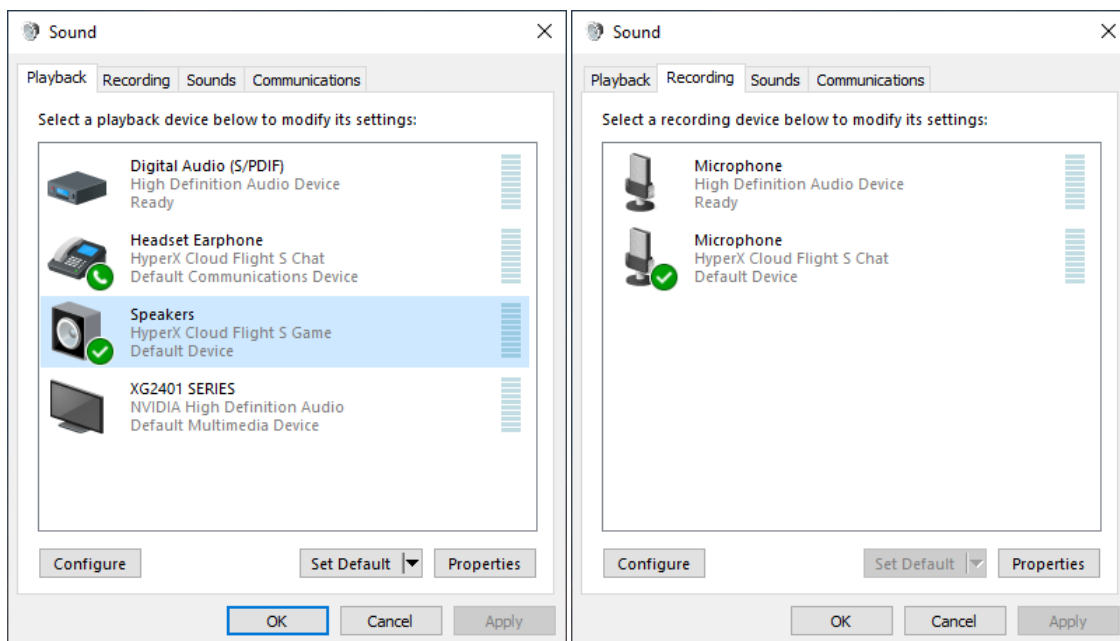 Sound
Playback Recording Sounds Communications
Select a playback device below to modify its settings:
Digital Audio (S/PDIF)
High Definition Audio Device
Ready
Headset Earphone
HyperX Cloud Flight S Chat
Default Communications Device
Speakers
HyperX Cloud Flight S Game
Default Device
XG2401 SERIES
NVIDIA High Definition Audio
Default Multimedia Device
Configure Set Default Properties
OK Cancel Apply
Sound
Playback Recording Sounds Communications
Select a recording device below to modify its settings:
Microphone
High Definition Audio Device
Ready
Microphone
HyperX Cloud Flight S Chat
Default Device
Configure Set Default Properties
OK Cancel Apply